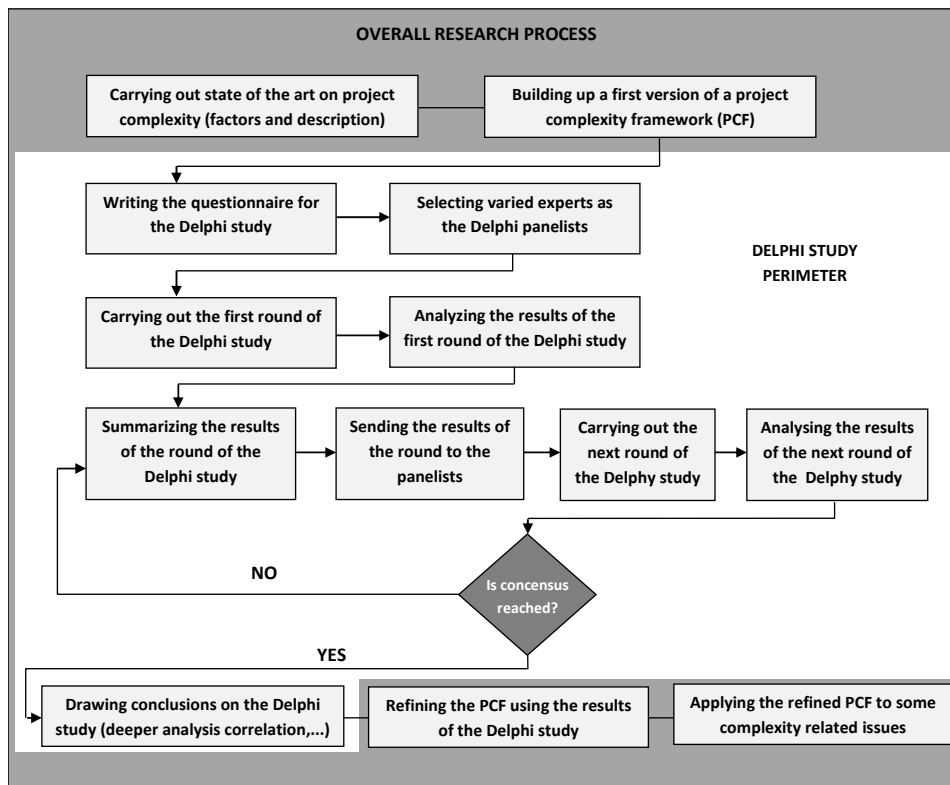 OVERALL RESEARCH PROCESS
Carrying out state of the art on project
complexity (factors and description)
Building up a first version of a project
complexity framework (PCF)
Writing the questionnaire for
the Delphi study
Selecting varied experts as
the Delphi panelists
DELPHI STUDY
PERIMETER
Carrying out the first round of
the Delphi study
Analyzing the results of the
first round of the Delphi study
Summarizing the results
of the round of the
Delphi study
Sending the results of
the round to the
panelists
Carrying out the
next round of
the Delphy study
Analysing the results
of the next round of
the Delphy study
Is concensus
reached?
NO
YES
Drawing conclusions on the Delphi
study (deeper analysis correlation,...)
Refining the PCF using the results
of the Delphi study
Applying the refined PCF to some
complexity related issues